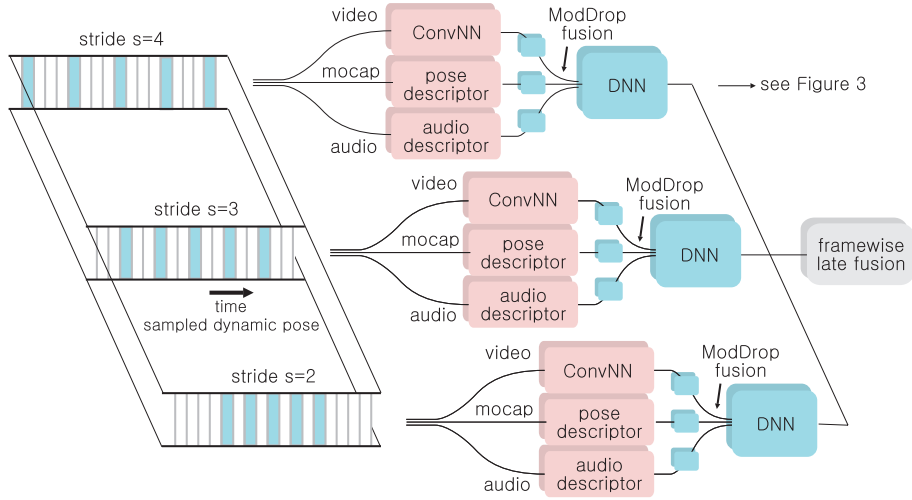 stride s=4
video
ConvNN
ModDrop
fusion
mocap
pose
descriptor
DNN
see Figure 3
audio
descriptor
audio
stride s=3
video
ConvNN
ModDrop
fusion
mocap
pose
descriptor
DNN
framewise
late fusion
audio
descriptor
audio
time
sampled dynamic pose
stride s=2
video
ConvNN
ModDrop
fusion
mocap
pose
descriptor
DNN
audio
descriptor
audio